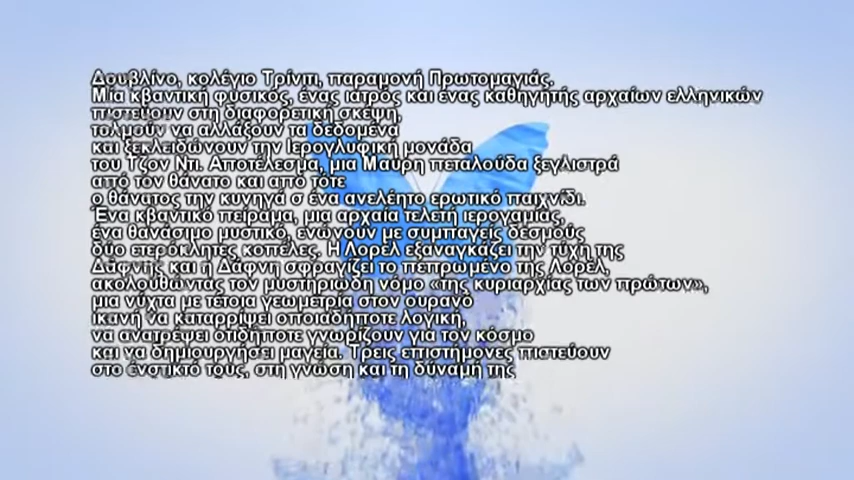 Δουβλίνο, κολέγιο Τρίνιτι, παραμονή Πρωτομαγιάς.
Μια κβαντική φυσικός, ένας ιατρός και ένας καθηγητής αρχαίων ελληνικών
πιστεύουν στη διαφορετική σκέψη,
τολμούν να αλλάξουν τα δεδομένα
και ξεκλειδώνουν την Ιερογλυφική μονάδα
του Τζον Ντι. Αποτέλεσμα, μια Μαύρη πεταλούδα ξεγλιστρά
από τον θάνατο και από τότε
ο θάνατος την κυνηγά σ ένα ανελέητο ερωτικό παιχνίδι.
Ένα κβαντικό πείραμα, μια αρχαία τελετή ιερογαμίας,
ένα θανάσιμο μυστικό, ενώνουν με συμπαγείς δεσμούς
δύο ετερόκλητες κοπέλες. Η Λορέλ εξαναγκάζει την τύχη της
Δάφνης και ή Δάφνη σφραγίζει το πεπρωμένο της Λορέλ,
ακολουθώντας τον μυστηριώδη νόμο «της κυριαρχίας των πρώτων»,
μια νύχτα με τέτοια γεωμετρία στον ουρανό
ικανή να καταρρίψει οποιαδήποτε λογική,
να ανατρέψει οτιδήποτε γνωρίζουν για τον κόσμο
και να δημιουργήσει μαγεία. Τρεις επιστήμονες πιστεύουν
στο ένστικτό τους, στη γνώση και τη δύναμή της